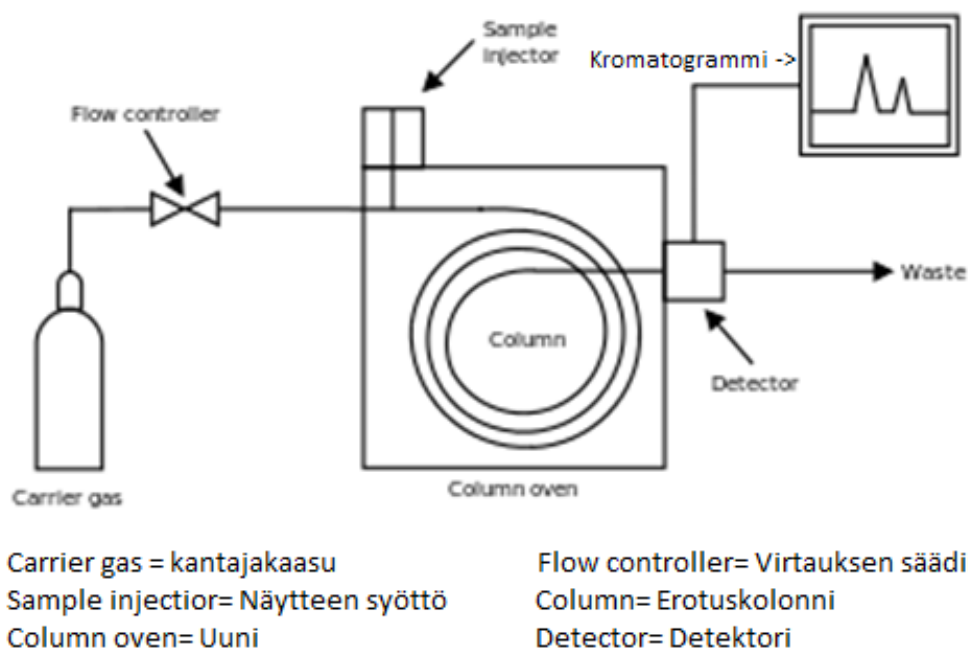 Sample
Injector
Kromatogrammi ->
Flow controller
Waste
Column
Detector
Column oven
Carrier gas
Carrier gas = kantajakaasu
Flow controller= Virtauksen säädi
Sample injectior= Näytteen syöttö
Column= Erotuskolonni
Column oven= Uuni
Detector= Detektori